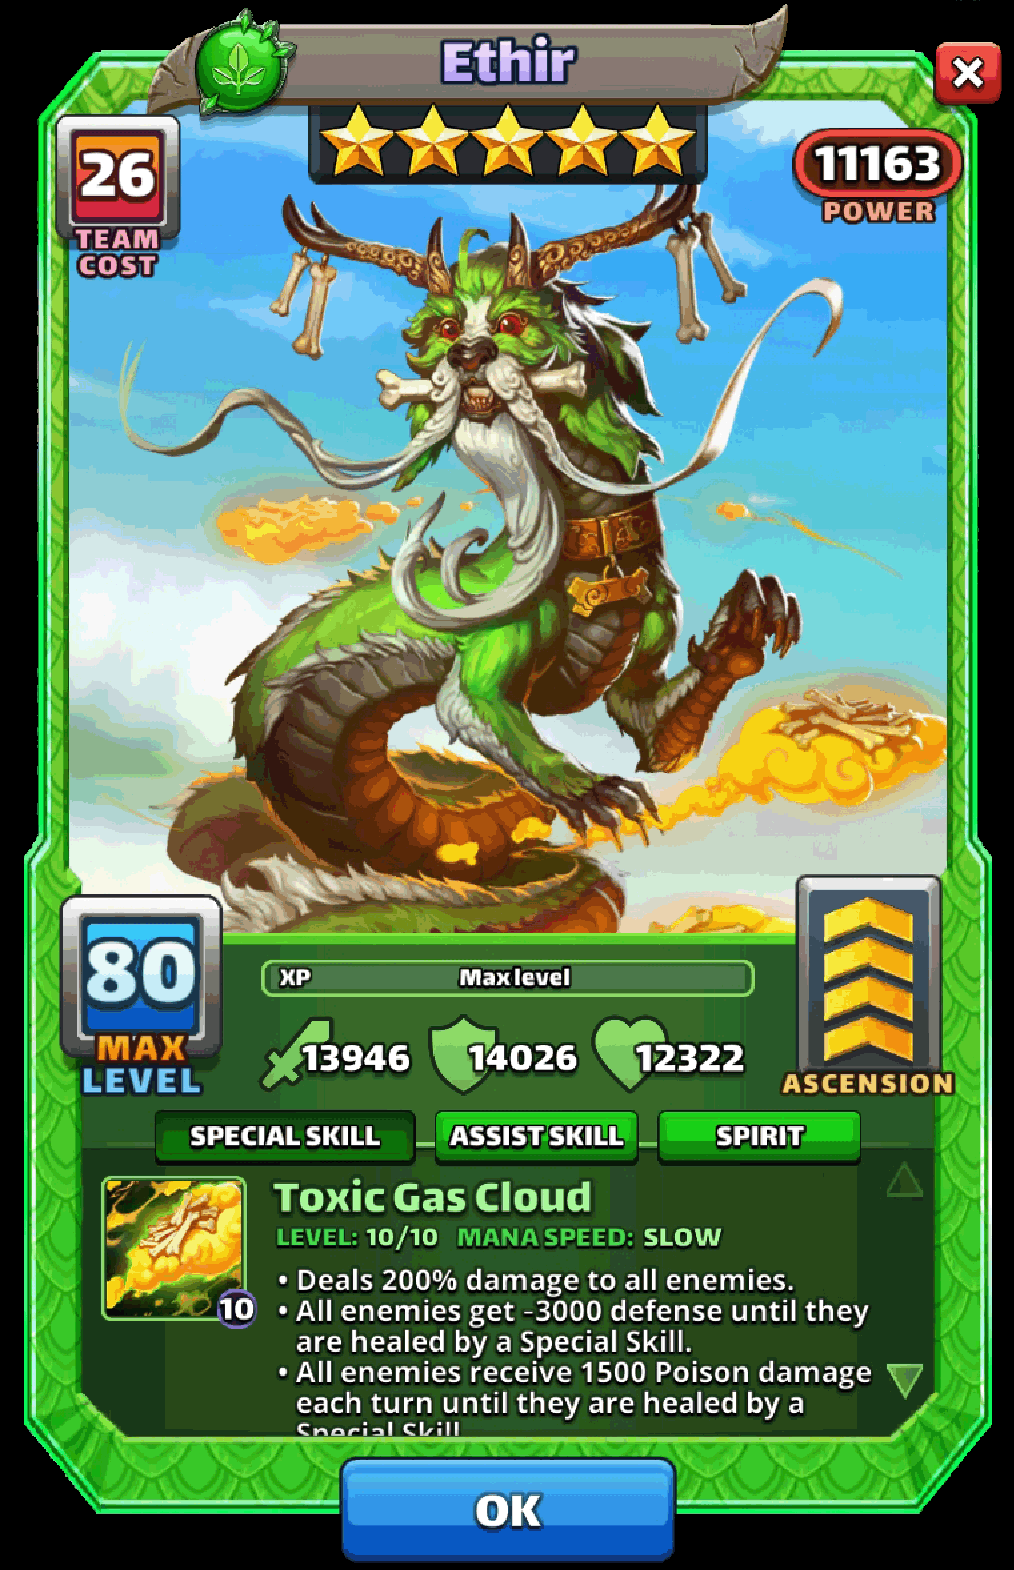 Ethir
26
TEAM
COST
11163
POWER
80
MAX
LEVEL
XP Max level
13946 14026 12322
ASCENSION
SPECIAL SKILL ASSIST SKILL SPIRIT
Toxic Gas Cloud
LEVEL: 10/10 MANA SPEED: SLOW
10
• Deals 200% damage to all enemies.
• All enemies get -3000 defense until they
are healed by a Special Skill.
• All enemies receive 1500 Poison damage
each turn until they are healed by a
Special Skill
OK